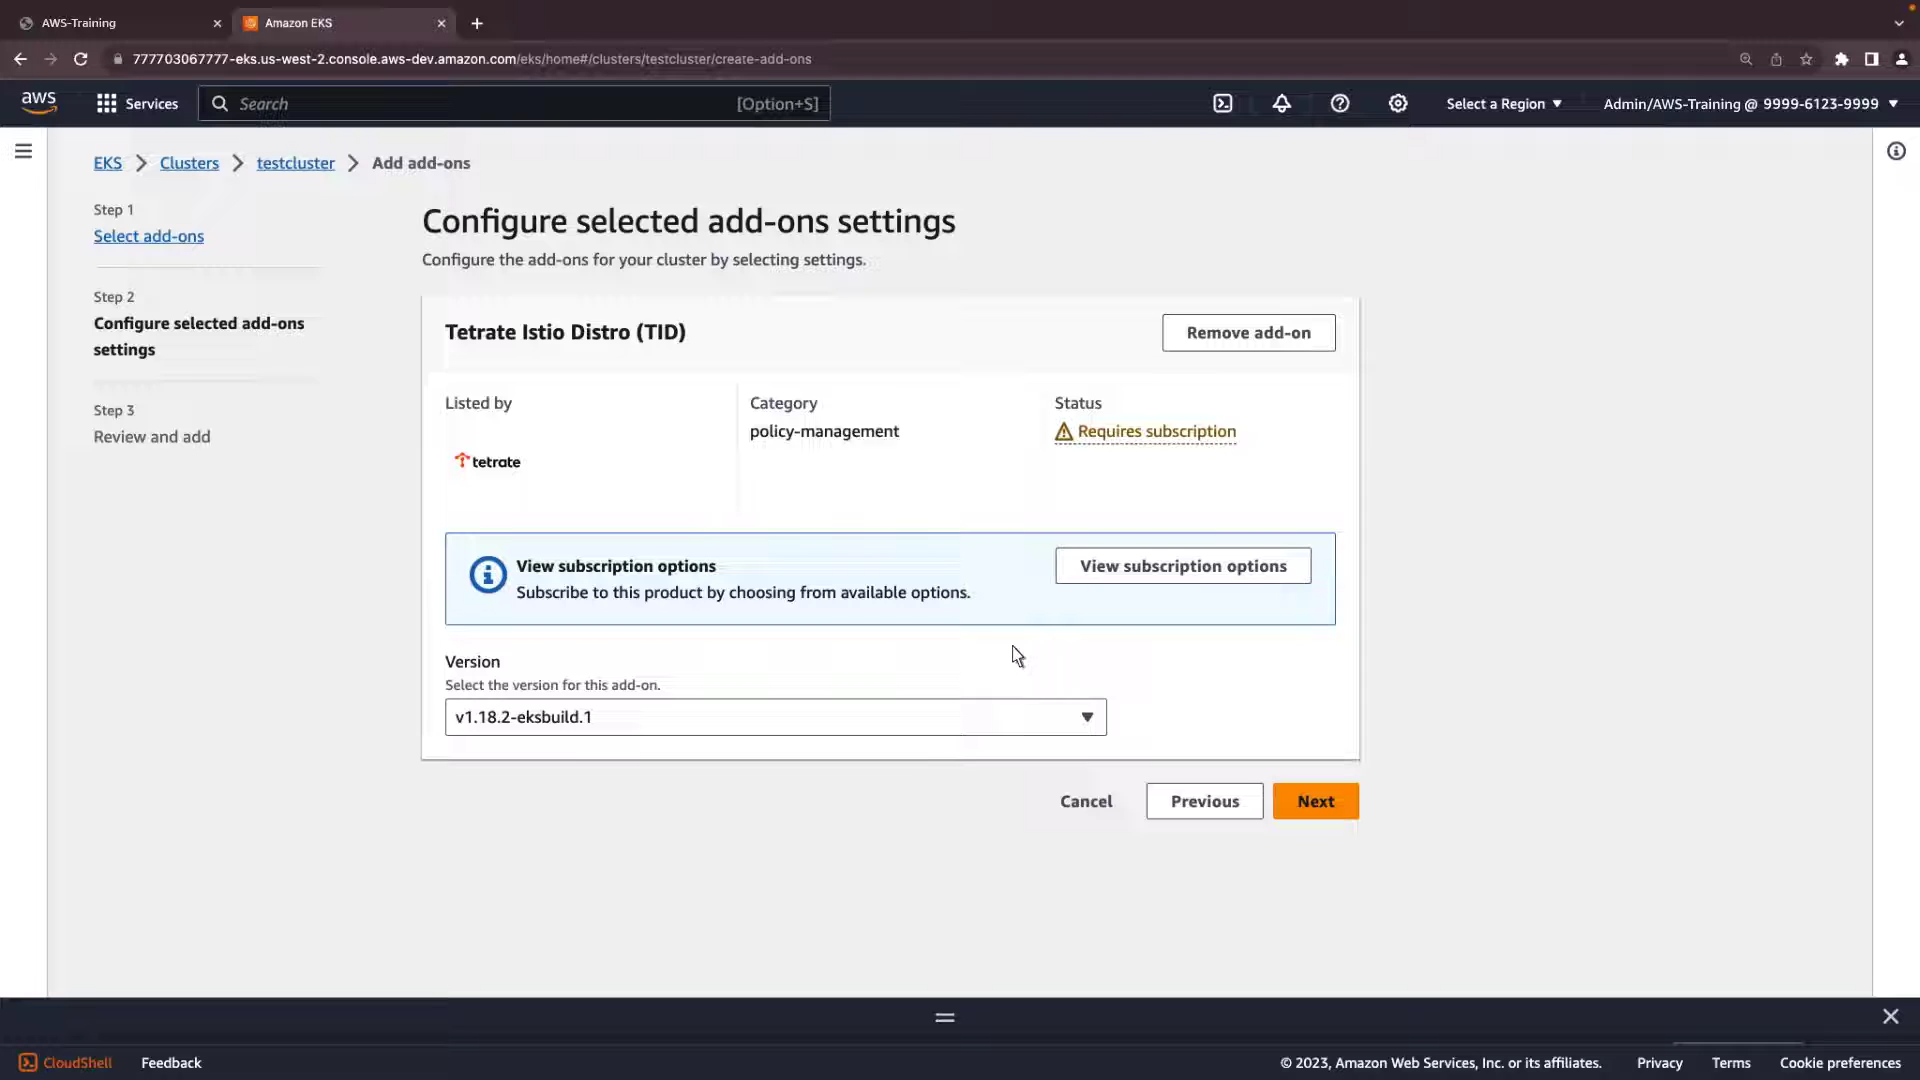 AWS-Training
Amazon EKS
777703067777-eks.us-west-2.console.aws-dev.amazon.com/eks/home#/clusters/testcluster/create-add-ons
aws
Services
Search
[Option+S]
Select a Region
Admin/AWS-Training @ 9999-6123-9999
EKS
Clusters
testcluster
Add add-ons
Step 1
Select add-ons
Step 2
Configure selected add-ons
settings
Step 3
Review and add
Configure selected add-ons settings
Configure the add-ons for your cluster by selecting settings.
Tetrate Istio Distro (TID)
Remove add-on
Listed by
tetrate
Category
policy-management
Status
Requires subscription
View subscription options
Subscribe to this product by choosing from available options.
View subscription options
Version
Select the version for this add-on.
v1.18.2-eksbuild.1
Cancel
Previous
Next
CloudShell
Feedback
© 2023, Amazon Web Services, Inc. or its affiliates.
Privacy
Terms
Cookie preferences